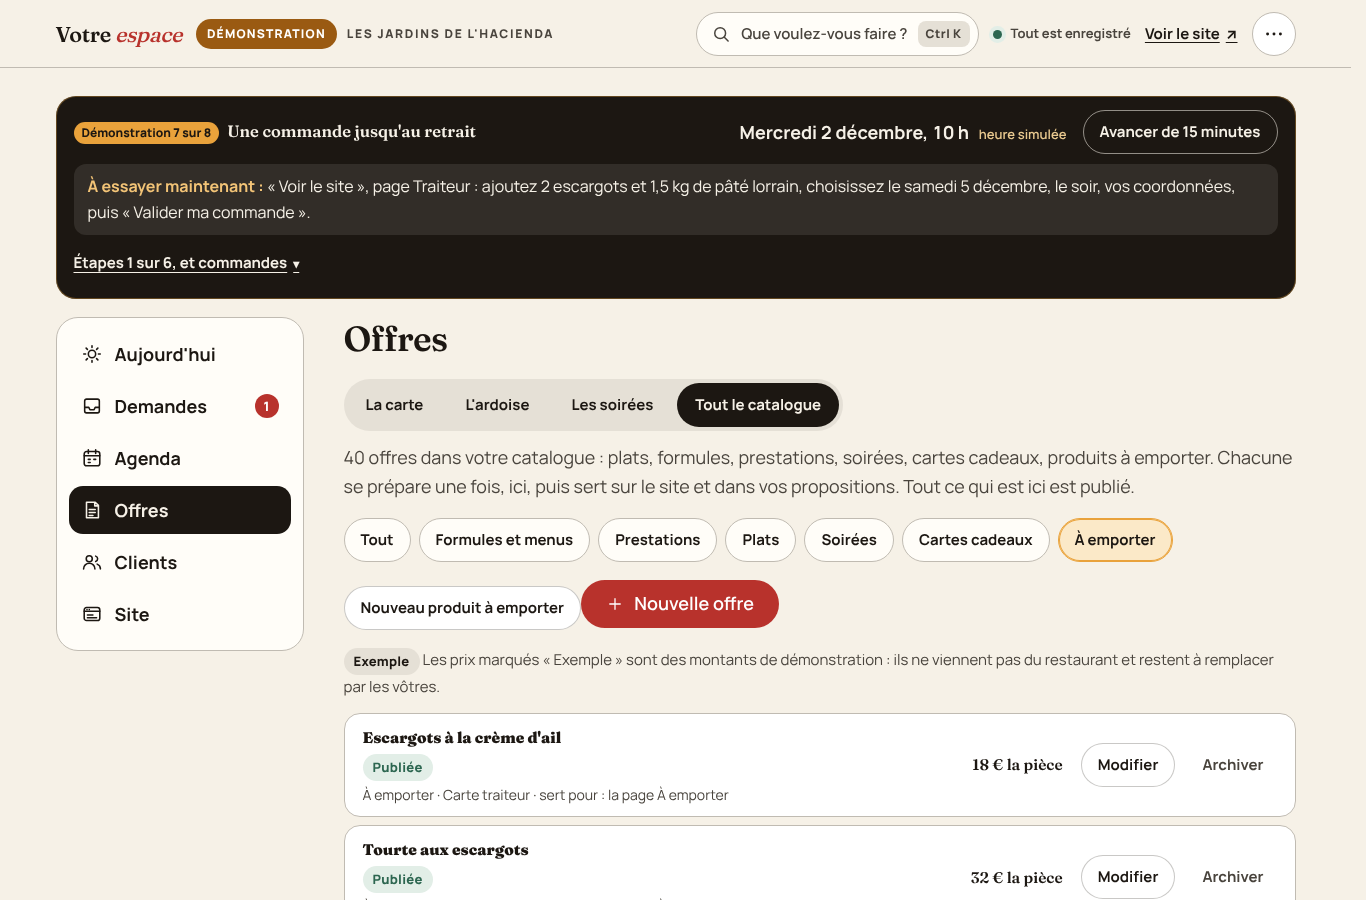 Votre espace
DÉMONSTRATION
LES JARDINS DE L'HACIENDA
Que voulez-vous faire ?
Ctrl K
Tout est enregistré
Voir le site ↗
Démonstration 7 sur 8
Une commande jusqu'au retrait
Mercredi 2 décembre, 10 h
heure simulée
Avancer de 15 minutes
À essayer maintenant : « Voir le site », page Traiteur : ajoutez 2 escargots et 1,5 kg de pâté lorrain, choisissez le samedi 5 décembre, le soir, vos coordonnées,
puis « Valider ma commande ».
Étapes 1 sur 6, et commandes ▾
Aujourd'hui
Demandes
1
Agenda
Offres
Clients
Site
Offres
La carte
L'ardoise
Les soirées
Tout le catalogue
40 offres dans votre catalogue : plats, formules, prestations, soirées, cartes cadeaux, produits à emporter. Chacune
se prépare une fois, ici, puis sert sur le site et dans vos propositions. Tout ce qui est ici est publié.
Tout
Formules et menus
Prestations
Plats
Soirées
Cartes cadeaux
À emporter
Nouveau produit à emporter
+ Nouvelle offre
Exemple Les prix marqués « Exemple » sont des montants de démonstration : ils ne viennent pas du restaurant et restent à remplacer
par les vôtres.
Escargots à la crème d'ail
Publiée
À emporter · Carte traiteur · sert pour : la page À emporter
18 € la pièce
Modifier
Archiver
Tourte aux escargots
Publiée
32 € la pièce
Modifier
Archiver